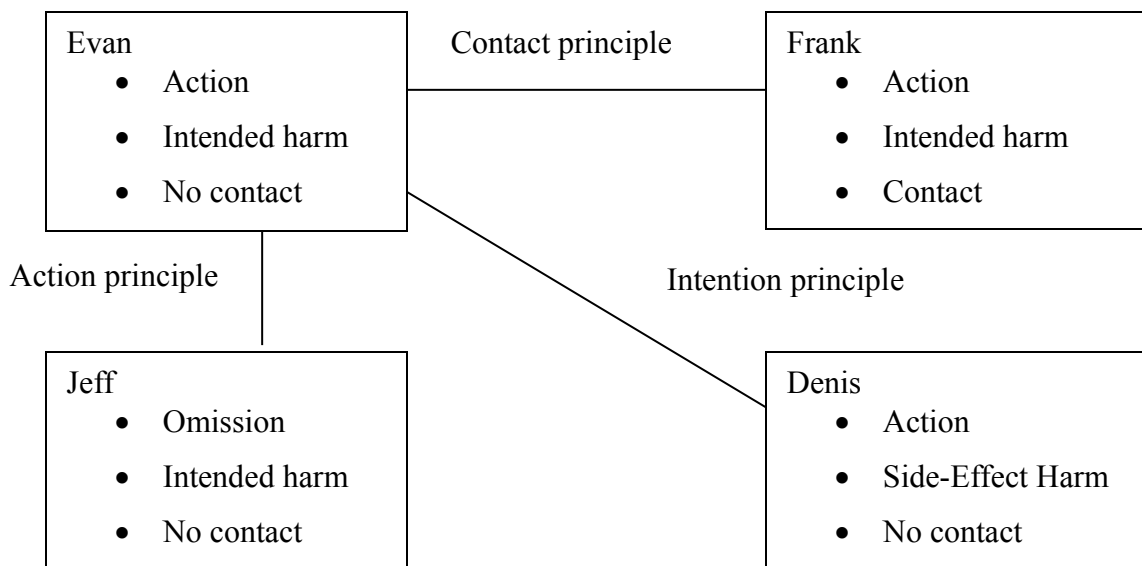 Evan
• Action
• Intended harm
• No contact
Contact principle
Frank
• Action
• Intended harm
• Contact
Action principle
Intention principle
Jeff
• Omission
• Intended harm
• No contact
Denis
• Action
• Side-Effect Harm
• No contact